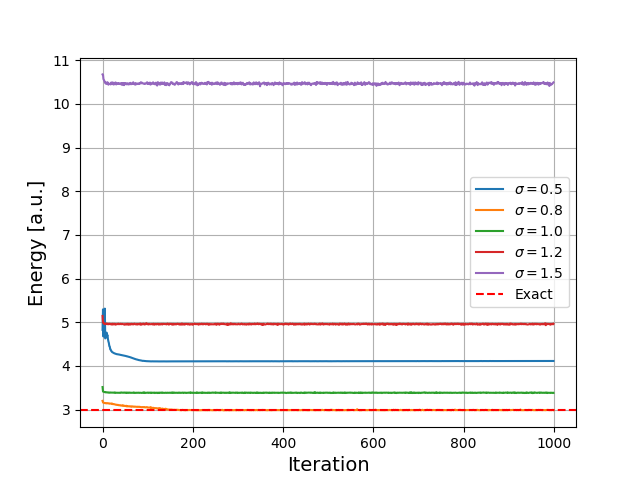 11
10
9
8
7
6
5
4
3
Energy [a.u.]
σ = 0.5
σ = 0.8
σ = 1.0
σ = 1.2
σ = 1.5
Exact
0 200 400 600 800 1000
Iteration